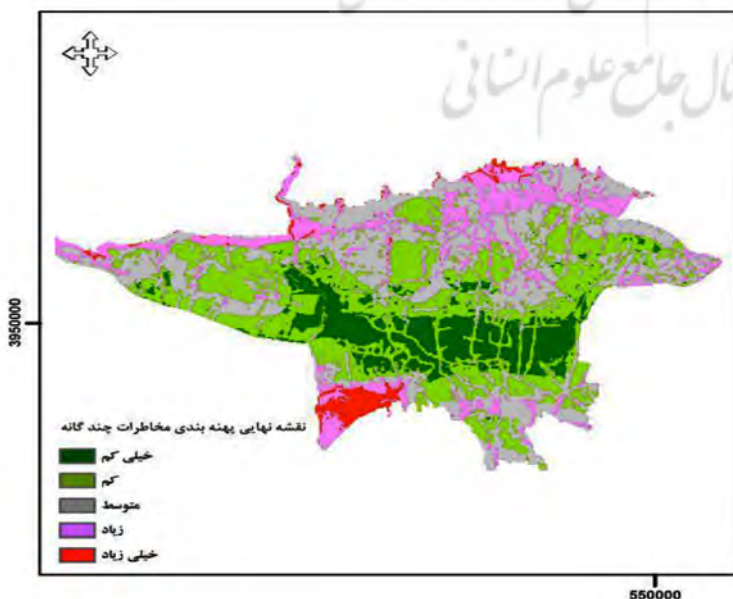 ال جامع علوم انسانی
3950000
نقشه نهایی پهنه بندی مخاطرات چند گانه
خیلی کم
کم
متوسط
زیاد
خیلی زیاد
550000